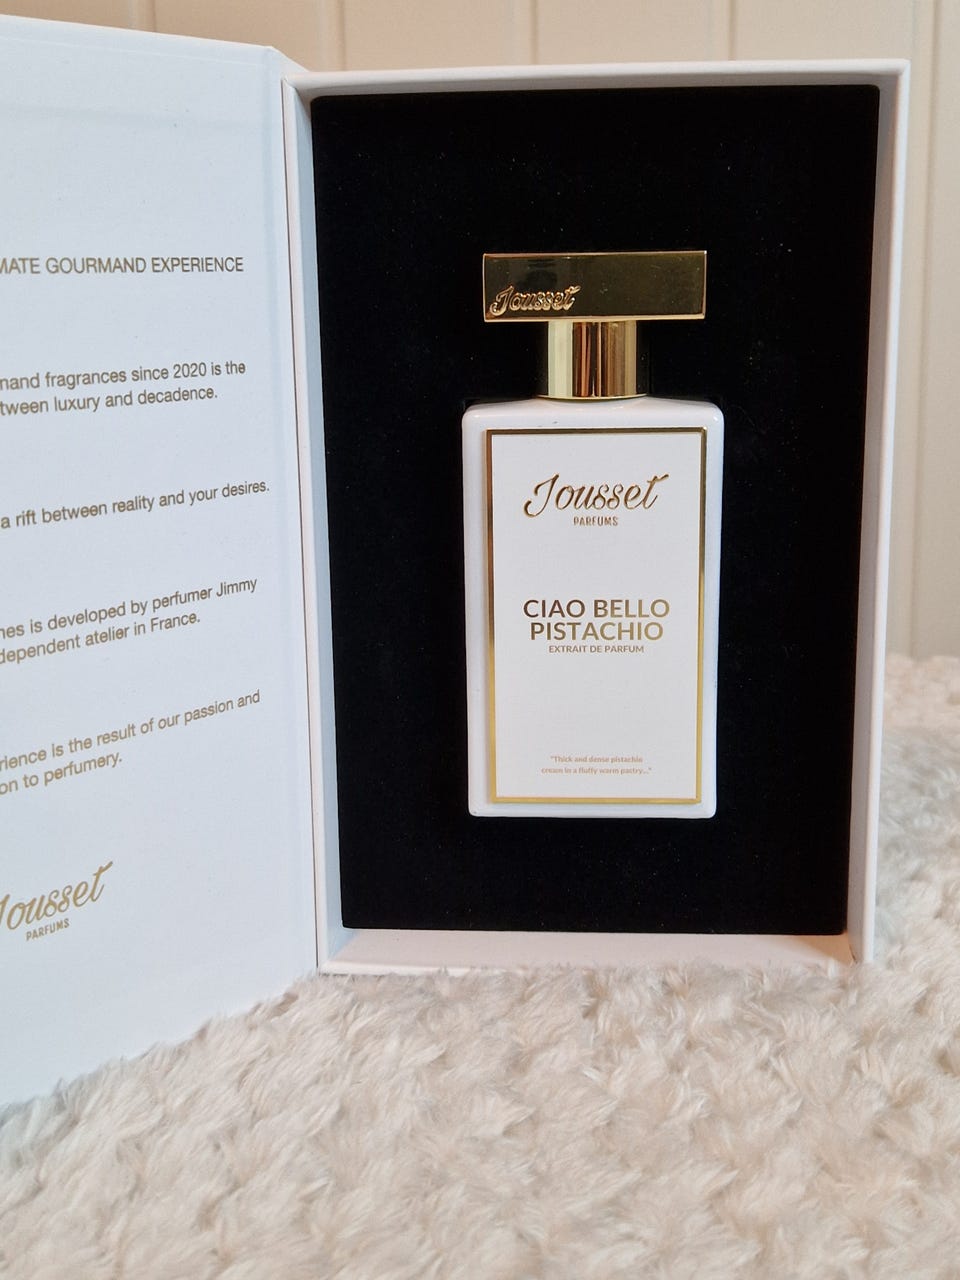 MATE GOURMAND EXPERIENCE
nand fragrances since 2020 is the
tween luxury and decadence.
a rift between reality and your desires.
nes is developed by perfumer Jimmy
dependent atelier in France.
rience is the result of our passion and
on to perfumery.
Jousset
PARFUMS
Jousset
Jousset
PARFUMS
CIAO BELLO
PISTACHIO
EXTRAIT DE PARFUM
"Thick and dense pistachio
cream in a fluffy warm pastry..."